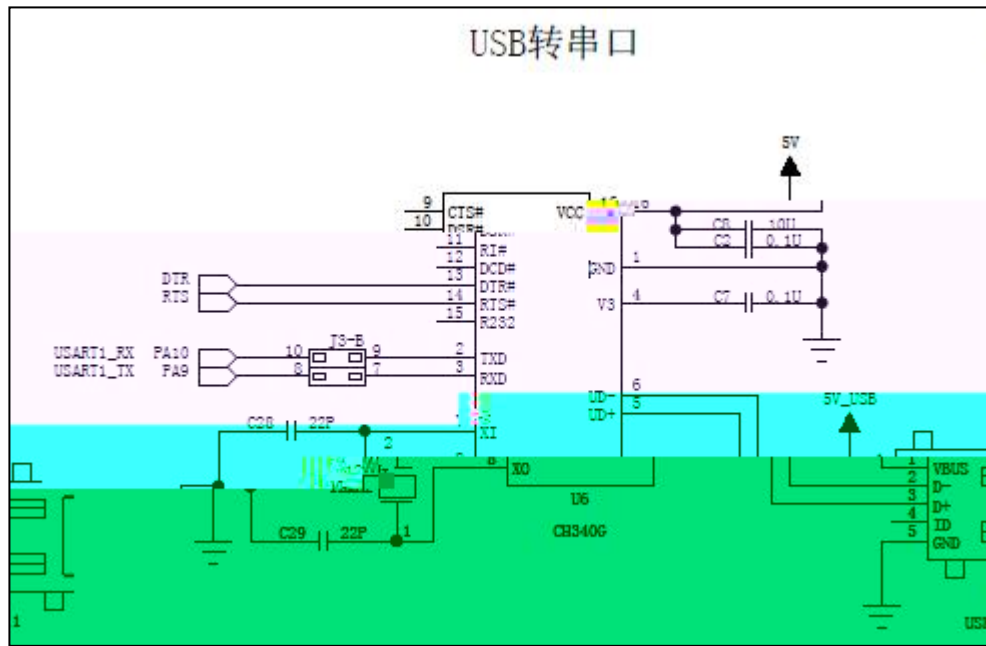 USB转串口
5V
9 CTS# VCC
10 DSR#
C6 10U
11 RI# C2 0.1U
12 DCD# GND 1
DTR 13 DTR#
RTS 14 RTS# V3 4 C7 0.1U
15 R232
J3-B
USART1_RX PA10 10 9 2 TXD
USART1_TX PA9 8 7 3 RXD
UD- 6
UD+ 5 5V_USB
C28 22P XI
2
8 XO 1 VBUS
2 D-
U6 3 D+
4 ID
C29 22P 1 CH340G 5 GND
1